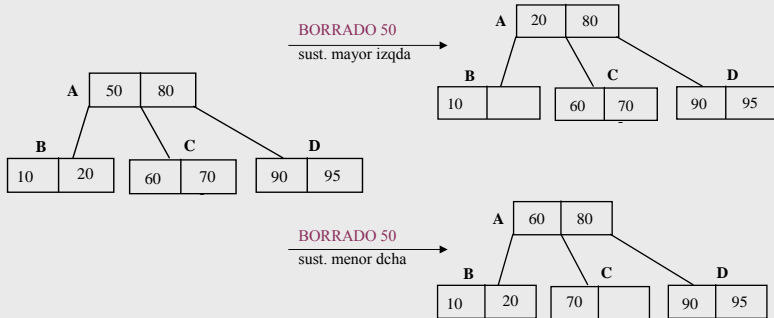 A 50 80
B C D
10 20 60 70 90 95
BORRADO 50
sust. mayor izqda
A 20 80
B C D
10 60 70 90 95
BORRADO 50
sust. menor dcha
A 60 80
B C D
10 20 70 90 95